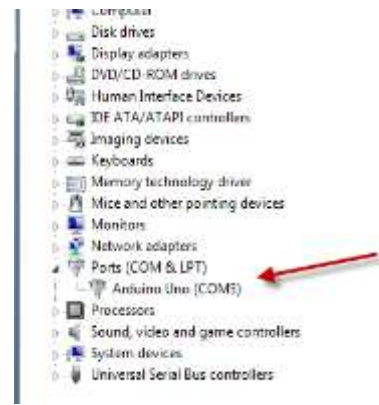 Computer
Disk drives
Display adapters
DVD/CD-ROM drives
Human Interface Devices
IDE ATA/ATAPI controllers
Imaging devices
Keyboards
Memory technology driver
Mice and other pointing devices
Monitors
Network adapters
Ports (COM & LPT)
Arduino Uno (COM3)
Processors
Sound, video and game controllers
System devices
Universal Serial Bus controllers